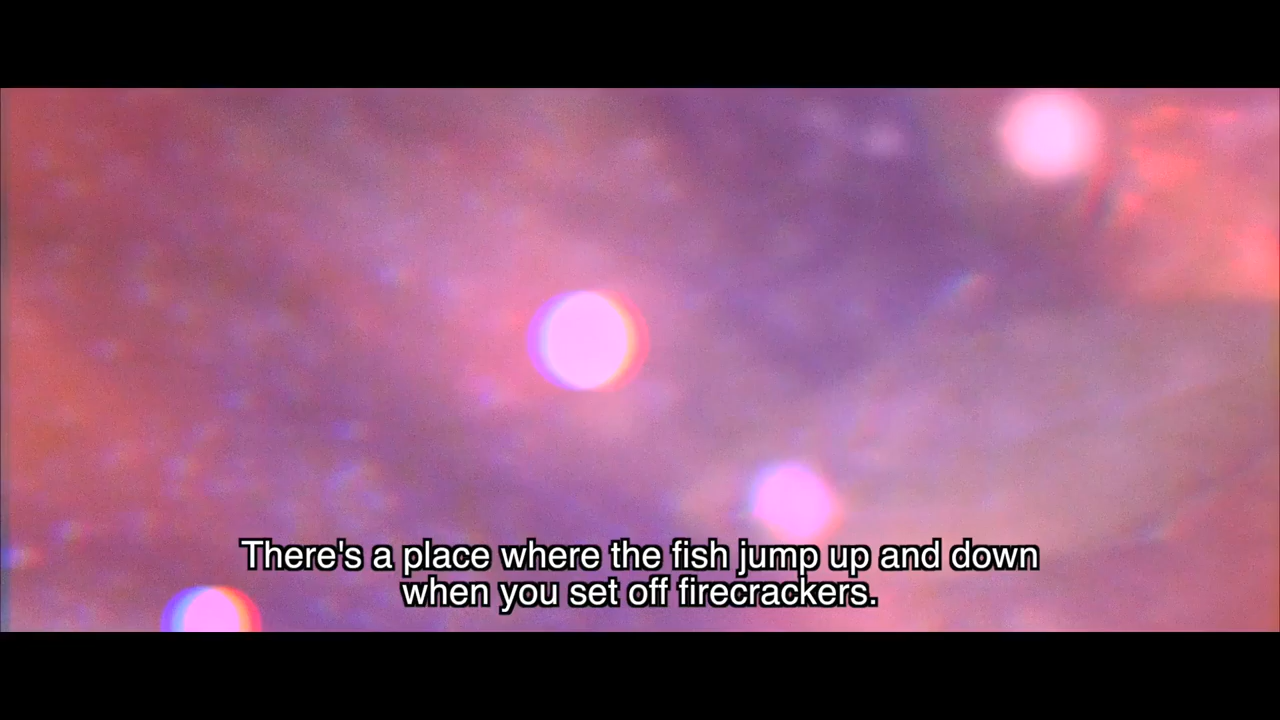 There's a place where the fish jump up and down
when you set off firecrackers.